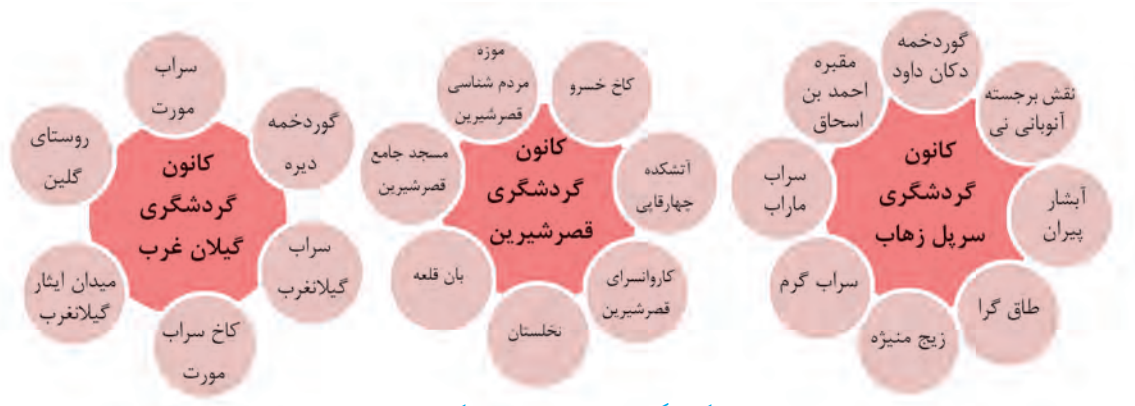 کانون
گردشگری
سرپل زهاب
گوردخمه
دکان داود
نقش برجسته
آنوبانی نی
آبشار
پیران
طاق گرا
زیج منیژه
سراب گرم
سراب
ماراب
مقبره
احمد بن
اسحاق
کانون
گردشگری
قصرشیرین
کاخ خسرو
آتشکده
چهارقاپی
کاروانسرای
قصرشیرین
نخلستان
بان قلعه
مسجد جامع
قصرشیرین
موزه
مردم شناسی
قصرشیرین
کانون
گردشگری
گیلان غرب
سراب
مورت
گوردخمه
دیره
سراب
گیلانغرب
کاخ سراب
مورت
میدان ایثار
گیلانغرب
روستای
گلین